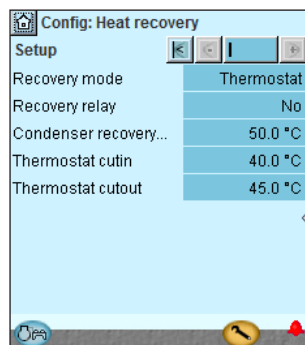 Config: Heat recovery
Setup
Recovery mode Thermostat
Recovery relay No
Condenser recovery... 50.0 °C
Thermostat cutin 40.0 °C
Thermostat cutout 45.0 °C